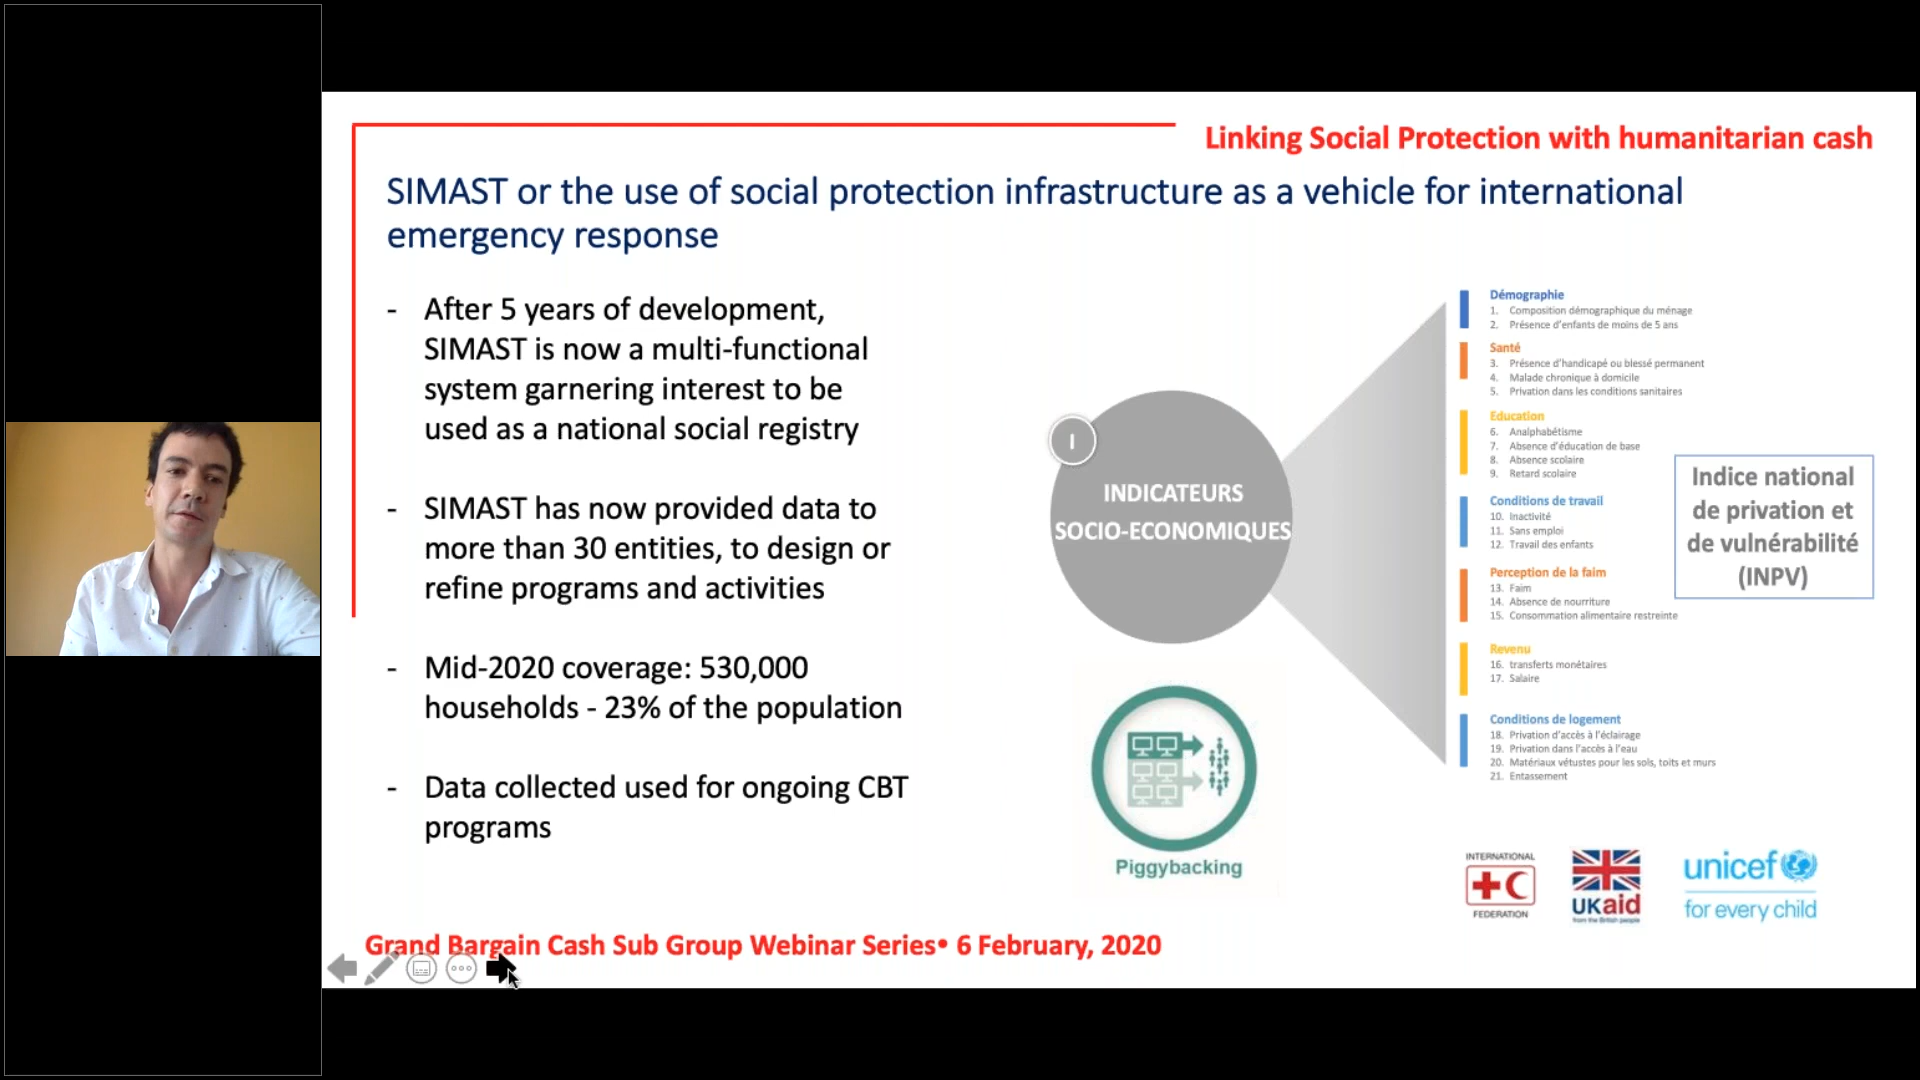 Linking Social Protection with humanitarian cash
SIMAST or the use of social protection infrastructure as a vehicle for international
emergency response
- After 5 years of development,
SIMAST is now a multi-functional
system garnering interest to be
used as a national social registry
- SIMAST has now provided data to
more than 30 entities, to design or
refine programs and activities
- Mid-2020 coverage: 530,000
households - 23% of the population
- Data collected used for ongoing CBT
programs
I
INDICATEURS
SOCIO-ECONOMIQUES
Piggybacking
Démographie
1. Composition démographique du ménage
2. Présence d'enfants de moins de 5 ans
Santé
3. Présence d'handicapé ou blessé permanent
4. Malade chronique à domicile
5. Privation dans les conditions sanitaires
Education
6. Analphabétisme
7. Absence d'éducation de base
8. Absence scolaire
9. Retard scolaire
Conditions de travail
10. Inactivité
11. Sans emploi
12. Travail des enfants
Perception de la faim
13. Faim
14. Absence de nourriture
15. Consommation alimentaire restreinte
Revenu
16. transferts monétaires
17. Salaire
Conditions de logement
18. Privation d'accès à l'éclairage
19. Privation dans l'accès à l'eau
20. Matériaux vétustes pour les sols, toits et murs
21. Entassement
Indice national
de privation et
de vulnérabilité
(INPV)
INTERNATIONAL
FEDERATION
UKaid
from the British people
unicef
for every child
Grand Bargain Cash Sub Group Webinar Series• 6 February, 2020